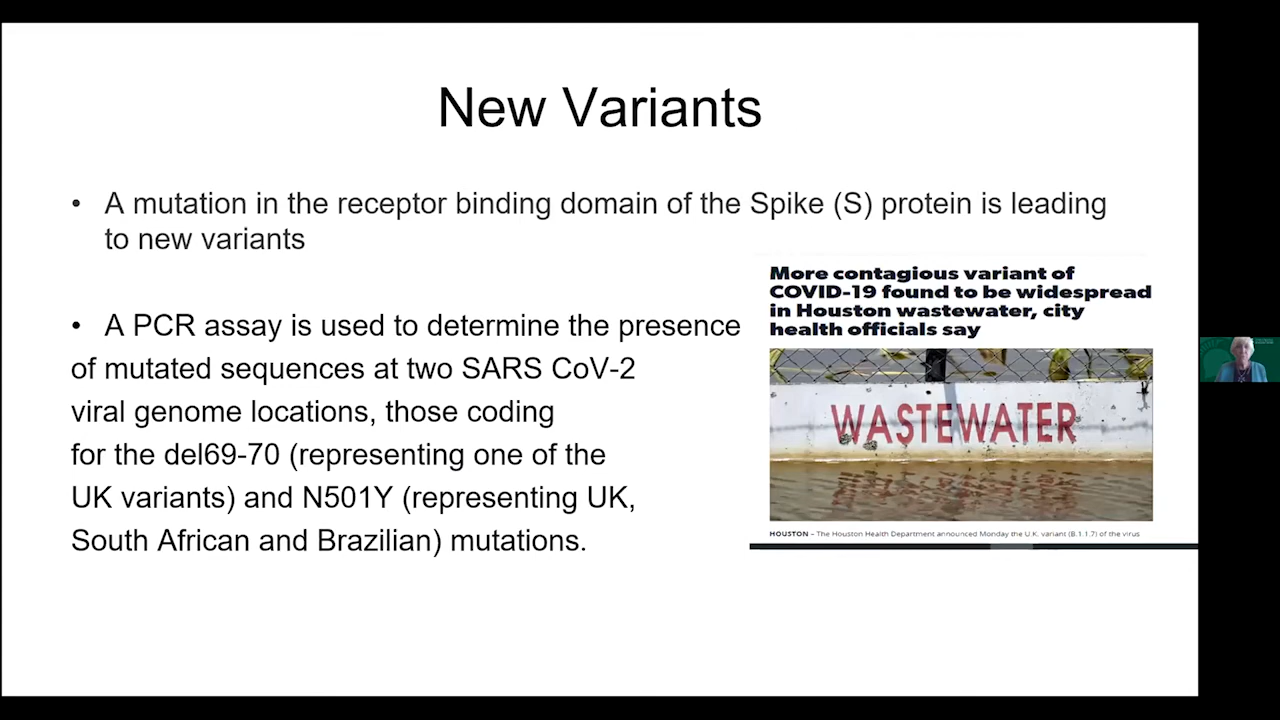 New Variants
• A mutation in the receptor binding domain of the Spike (S) protein is leading
to new variants
• A PCR assay is used to determine the presence
of mutated sequences at two SARS CoV-2
viral genome locations, those coding
for the del69-70 (representing one of the
UK variants) and N501Y (representing UK,
South African and Brazilian) mutations.
More contagious variant of
COVID-19 found to be widespread
in Houston wastewater, city
health officials say
WASTEWATER
HOUSTON – The Houston Health Department announced Monday the U.K. variant (B.1.1.7) of the virus